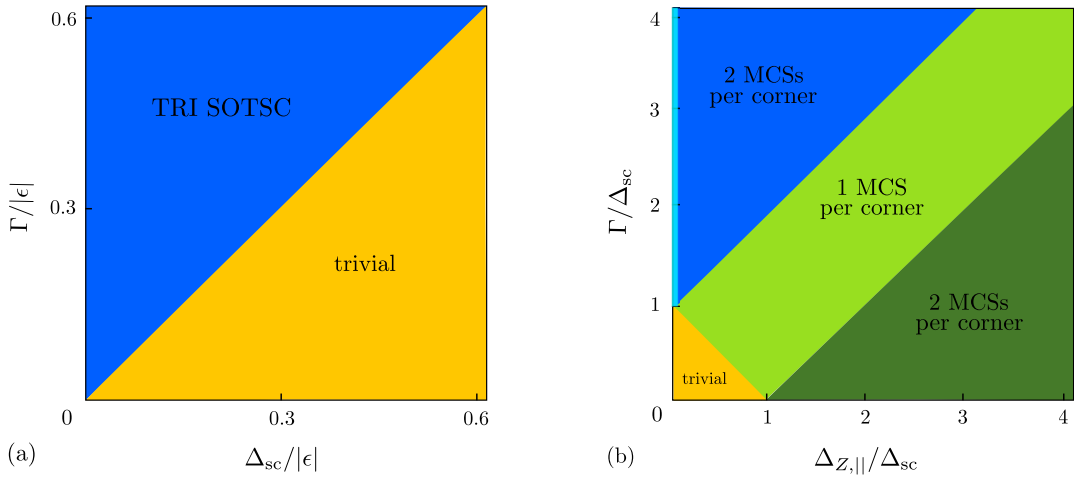 0.6
TRI SOTSC
Γ/|ϵ|
0.3
trivial
0
0.3
0.6
(a)
Δsc/|ϵ|
4
2 MCSs
per corner
3
Γ/Δsc
1 MCS
per corner
2
2 MCSs
per corner
1
trivial
0
1
2
3
4
(b)
ΔZ,||/Δsc